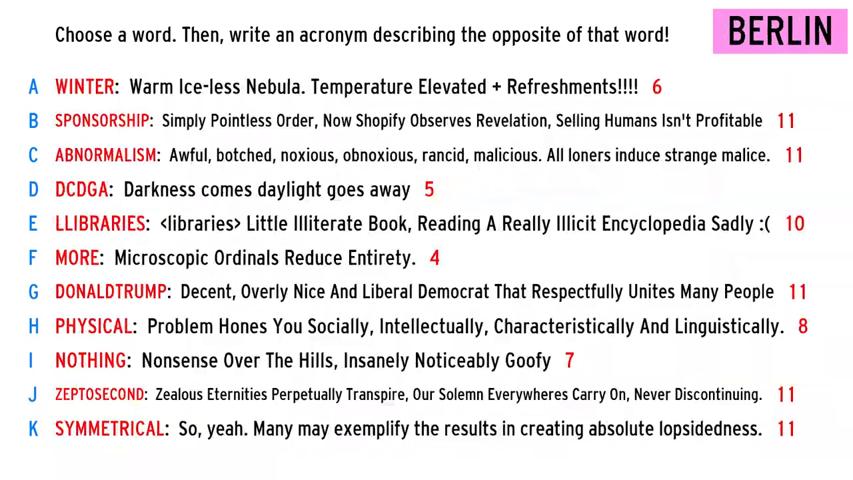 Choose a word. Then, write an acronym describing the opposite of that word!
BERLIN
A WINTER: Warm Ice-less Nebula. Temperature Elevated + Refreshments!!!! 6
B SPONSORSHIP: Simply Pointless Order, Now Shopify Observes Revelation, Selling Humans Isn't Profitable 11
C ABNORMALISM: Awful, botched, noxious, obnoxious, rancid, malicious. All loners induce strange malice. 11
D DCDGA: Darkness comes daylight goes away 5
E LLIBRARIES: <libraries> Little Illiterate Book, Reading A Really Illicit Encyclopedia Sadly :( 10
F MORE: Microscopic Ordinals Reduce Entirety. 4
G DONALDTRUMP: Decent, Overly Nice And Liberal Democrat That Respectfully Unites Many People 11
H PHYSICAL: Problem Hones You Socially, Intellectually, Characteristically And Linguistically. 8
I NOTHING: Nonsense Over The Hills, Insanely Noticeably Goofy 7
J ZEPTOSECOND: Zealous Eternities Perpetually Transpire, Our Solemn Everywheres Carry On, Never Discontinuing. 11
K SYMMETRICAL: So, yeah. Many may exemplify the results in creating absolute lopsidedness. 11